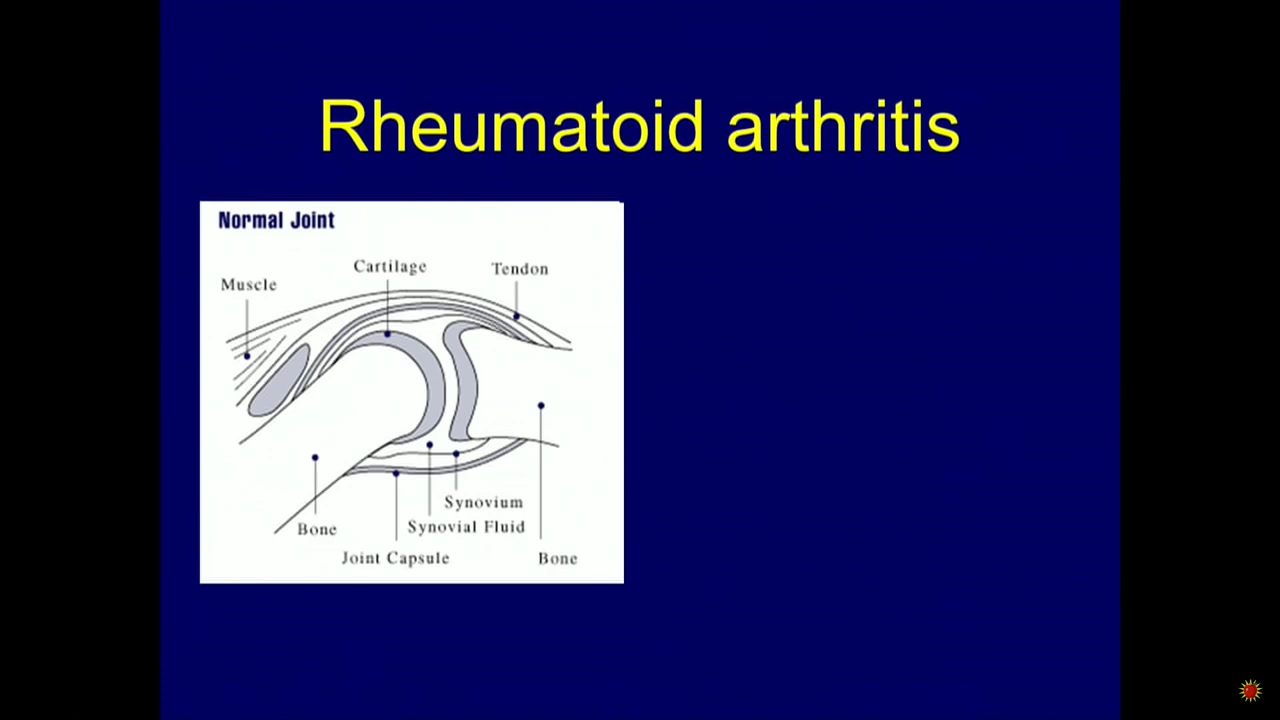 Rheumatoid arthritis
Normal Joint
Cartilage
Tendon
Muscle
Synovium
Synovial Fluid
Bone
Joint Capsule
Bone